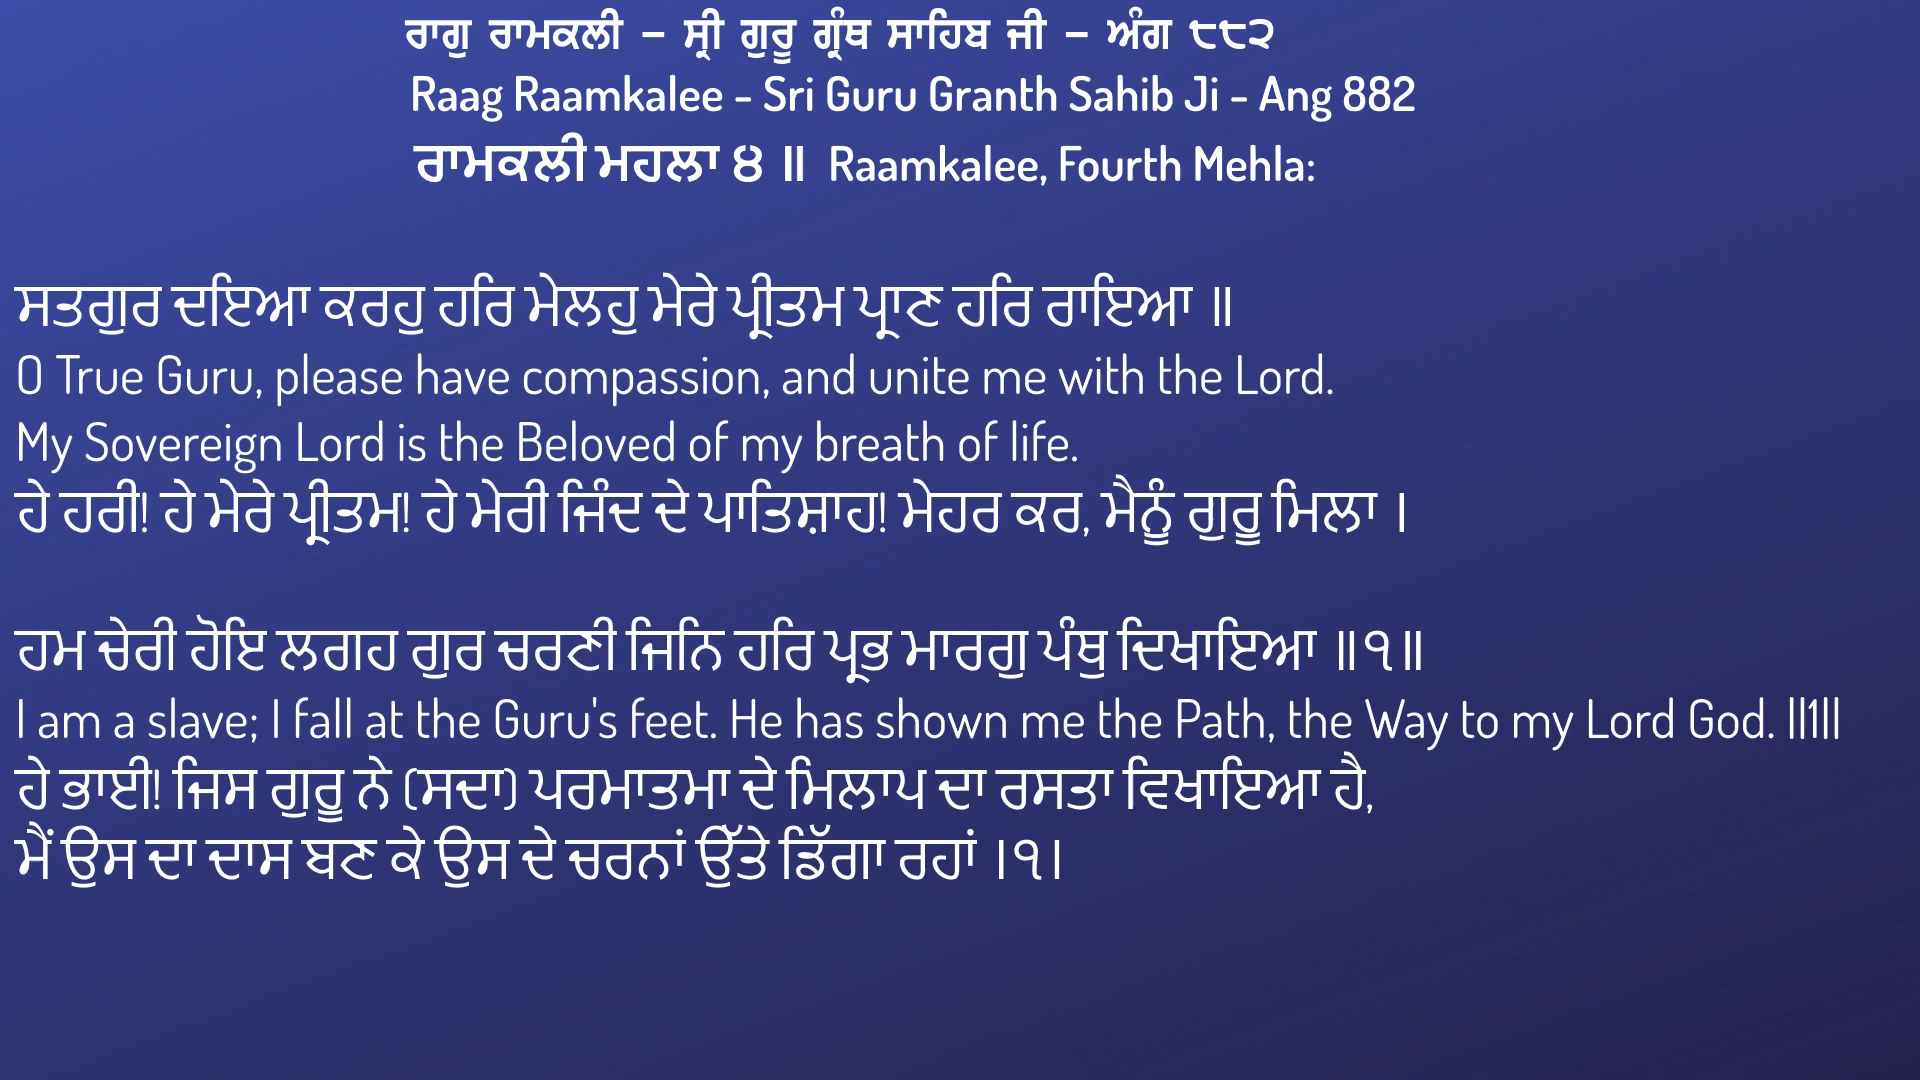 ਰਾਗੁ ਰਾਮਕਲੀ – ਸ੍ਰੀ ਗੁਰੂ ਗ੍ਰੰਥ ਸਾਹਿਬ ਜੀ – ਅੰਗ ੮੮੨
Raag Raamkalee - Sri Guru Granth Sahib Ji - Ang 882
ਰਾਮਕਲੀ ਮਹਲਾ ੪ ॥ Raamkalee, Fourth Mehla:
ਸਤਗੁਰ ਦਇਆ ਕਰਹੁ ਹਰਿ ਮੇਲਹੁ ਮੇਰੇ ਪ੍ਰੀਤਮ ਪ੍ਰਾਣ ਹਰਿ ਰਾਇਆ ॥
O True Guru, please have compassion, and unite me with the Lord.
My Sovereign Lord is the Beloved of my breath of life.
ਹੇ ਹਰੀ! ਹੇ ਮੇਰੇ ਪ੍ਰੀਤਮ! ਹੇ ਮੇਰੀ ਜਿੰਦ ਦੇ ਪਾਤਿਸ਼ਾਹ! ਮੇਹਰ ਕਰ, ਮੈਨੂੰ ਗੁਰੂ ਮਿਲਾ ।
ਹਮ ਚੇਰੀ ਹੋਇ ਲਗਹ ਗੁਰ ਚਰਣੀ ਜਿਨਿ ਹਰਿ ਪ੍ਰਭ ਮਾਰਗੁ ਪੰਥੁ ਦਿਖਾਇਆ ॥੧॥
I am a slave; I fall at the Guru's feet. He has shown me the Path, the Way to my Lord God. ||1||
ਹੇ ਭਾਈ! ਜਿਸ ਗੁਰੂ ਨੇ (ਸਦਾ) ਪਰਮਾਤਮਾ ਦੇ ਮਿਲਾਪ ਦਾ ਰਸਤਾ ਵਿਖਾਇਆ ਹੈ,
ਮੈਂ ਉਸ ਦਾ ਦਾਸ ਬਣ ਕੇ ਉਸ ਦੇ ਚਰਨਾਂ ਉੱਤੇ ਡਿੱਗਾ ਰਹਾਂ ।੧।